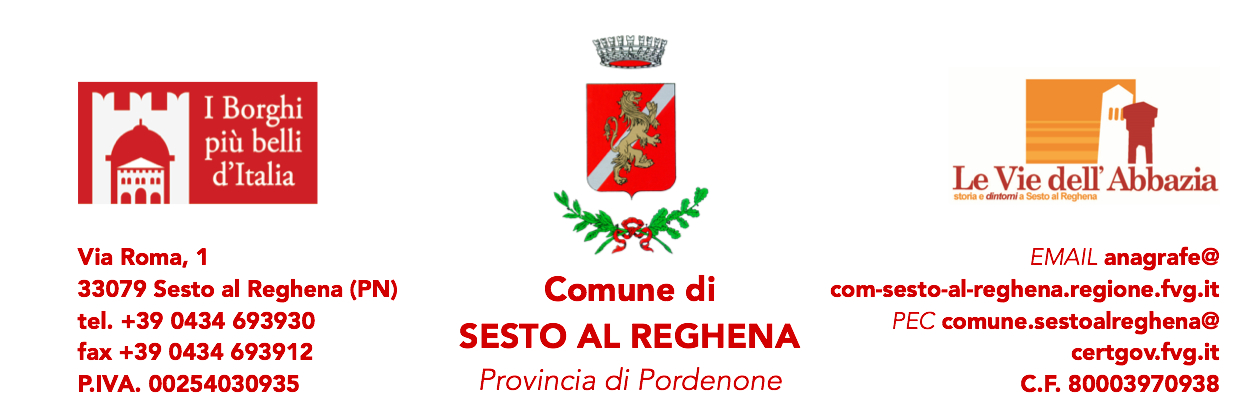 I Borghi
più belli
d'Italia
Via Roma, 1
33079 Sesto al Reghena (PN)
tel. +39 0434 693930
fax +39 0434 693912
P.IVA. 00254030935
Comune di
SESTO AL REGHENA
Provincia di Pordenone
Le Vie dell'Abbazia
storia e dintorni a Sesto al Reghena
EMAIL anagrafe@
com-sesto-al-reghena.regione.fvg.it
PEC comune.sestoalreghena@
certgov.fvg.it
C.F. 80003970938